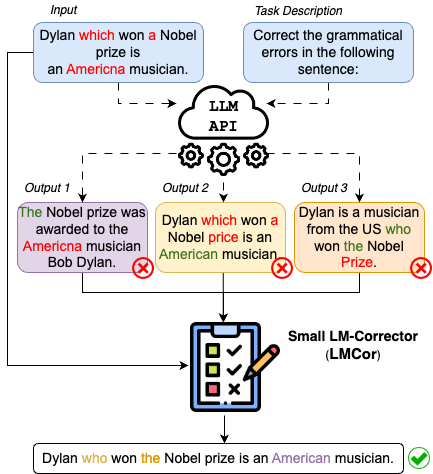 Input
Task Description
Dylan which won a Nobel
prize is
an Americna musician.
Correct the grammatical
errors in the following
sentence:
LLM
API
Output 1
Output 2
Output 3
The Nobel prize was
awarded to the
Americna musician
Bob Dylan.
Dylan which won a
Nobel price is an
American musician
Dylan is a musician
from the US who
won the Nobel
Prize.
Small LM-Corrector
(LMCor)
Dylan who won the Nobel prize is an American musician.